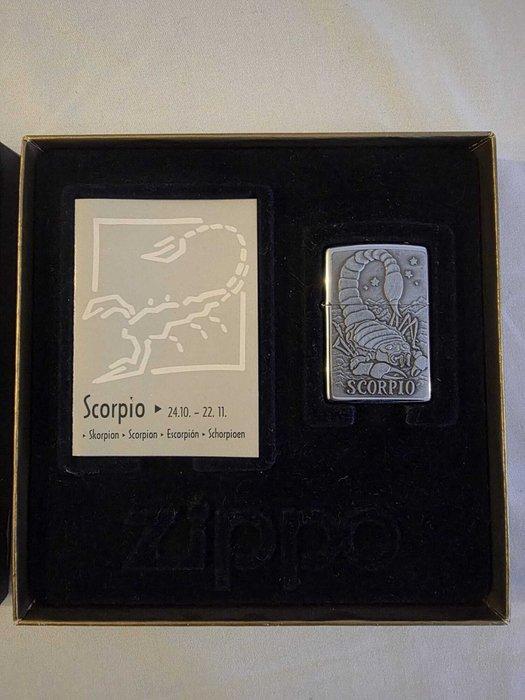 Scorpio ▸ 24.10. – 22. 11.
▸ Skorpion ▸ Scorpion ▸ Escorpión ▸ Schorpioen
SCORPIO
zippo